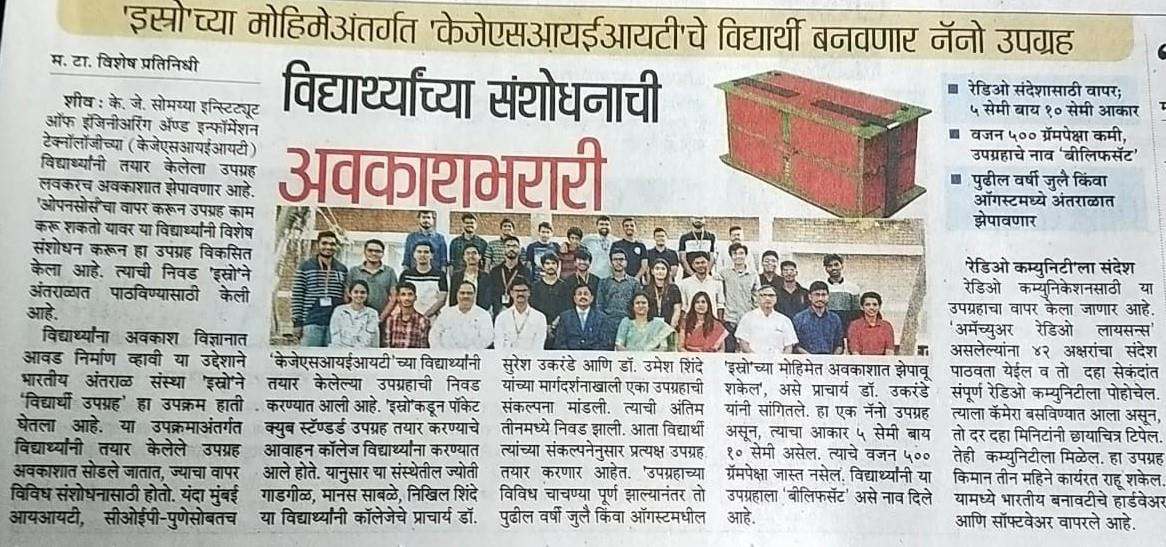 'इस्रो'च्या मोहिमेअंतर्गत 'केजेएसआयईआयटी'चे विद्यार्थी बनवणार नॅनो उपग्रह
विद्यार्थ्यांच्या संशोधनाची
अवकाशभरारी
म. टा. विशेष प्रतिनिधी
शीव : के. जे. सोमय्या इन्स्टिट्यूट
ऑफ इंजिनीअरिंग अ‍ॅण्ड इन्फॉर्मेशन
टेक्नॉलॉजीच्या (केजेएसआयईआयटी)
विद्यार्थ्यांनी तयार केलेला उपग्रह
लवकरच अवकाशात झेपावणार आहे.
'ओपनसोर्स'चा वापर करून उपग्रह काम
करू शकतो यावर या विद्यार्थ्यांनी विशेष
संशोधन करून हा उपग्रह विकसित
केला आहे. त्याची निवड 'इस्रो'ने
अंतराळात पाठविण्यासाठी केली
आहे.
विद्यार्थ्यांना अवकाश विज्ञानात
आवड निर्माण व्हावी या उद्देशाने
भारतीय अंतराळ संस्था 'इस्रो'ने
'विद्यार्थी उपग्रह' हा उपक्रम हाती
घेतला आहे. या उपक्रमाअंतर्गत
विद्यार्थ्यांनी तयार केलेले उपग्रह
अवकाशात सोडले जातात, ज्याचा वापर
विविध संशोधनासाठी होतो. यंदा मुंबई
आयआयटी, सीओईपी-पुणेसोबतच
'केजेएसआयईआयटी'च्या विद्यार्थ्यांनी
तयार केलेल्या उपग्रहाची निवड
करण्यात आली आहे. 'इस्रो'कडून पॉकेट
क्युब स्टॅण्डर्ड उपग्रह तयार करण्याचे
आवाहन कॉलेज विद्यार्थ्यांना करण्यात
आले होते. यानुसार या संस्थेतील ज्योती
गाडगीळ, मानस साबळे, निखिल शिंदे
या विद्यार्थ्यांनी कॉलेजेचे प्राचार्य डॉ.
सुरेश उकरंडे आणि डॉ. उमेश शिंदे
यांच्या मार्गदर्शनाखाली एका उपग्रहाची
संकल्पना मांडली. त्याची अंतिम
तीनमध्ये निवड झाली. आता विद्यार्थी
त्यांच्या संकल्पनेनुसार प्रत्यक्ष उपग्रह
तयार करणार आहेत. 'उपग्रहाच्या
विविध चाचण्या पूर्ण झाल्यानंतर तो
पुढील वर्षी जुलै किंवा ऑगस्टमधील
'इस्रो'च्या मोहिमेत अवकाशात झेपावू
शकेल', असे प्राचार्य डॉ. उकरंडे
यांनी सांगितले. हा एक नॅनो उपग्रह
असून, त्याचा आकार ५ सेमी बाय
१० सेमी असेल. त्याचे वजन ५००
ग्रॅमपेक्षा जास्त नसेल. विद्यार्थ्यांनी या
उपग्रहाला 'बीलिफसॅट' असे नाव दिले
आहे.
रेडिओ संदेशासाठी वापर;
५ सेमी बाय १० सेमी आकार
वजन ५०० ग्रॅमपेक्षा कमी,
उपग्रहाचे नाव 'बीलिफसॅट'
पुढील वर्षी जुलै किंवा
ऑगस्टमध्ये अंतराळात
झेपावणार
रेडिओ कम्युनिटी'ला संदेश
रेडिओ कम्युनिकेशनसाठी या
उपग्रहाचा वापर केला जाणार आहे.
'अ‍ॅमेच्युअर रेडिओ लायसन्स'
असलेल्यांना ४२ अक्षरांचा संदेश
पाठवता येईल व तो दहा सेकंदांत
संपूर्ण रेडिओ कम्युनिटीला पोहोचेल.
त्याला कॅमेरा बसविण्यात आला असून,
तो दर दहा मिनिटांनी छायाचित्र टिपेल.
तेही कम्युनिटीला मिळेल. हा उपग्रह
किमान तीन महिने कार्यरत राहू शकेल.
यामध्ये भारतीय बनावटीचे हार्डवेअर
आणि सॉफ्टवेअर वापरले आहे.